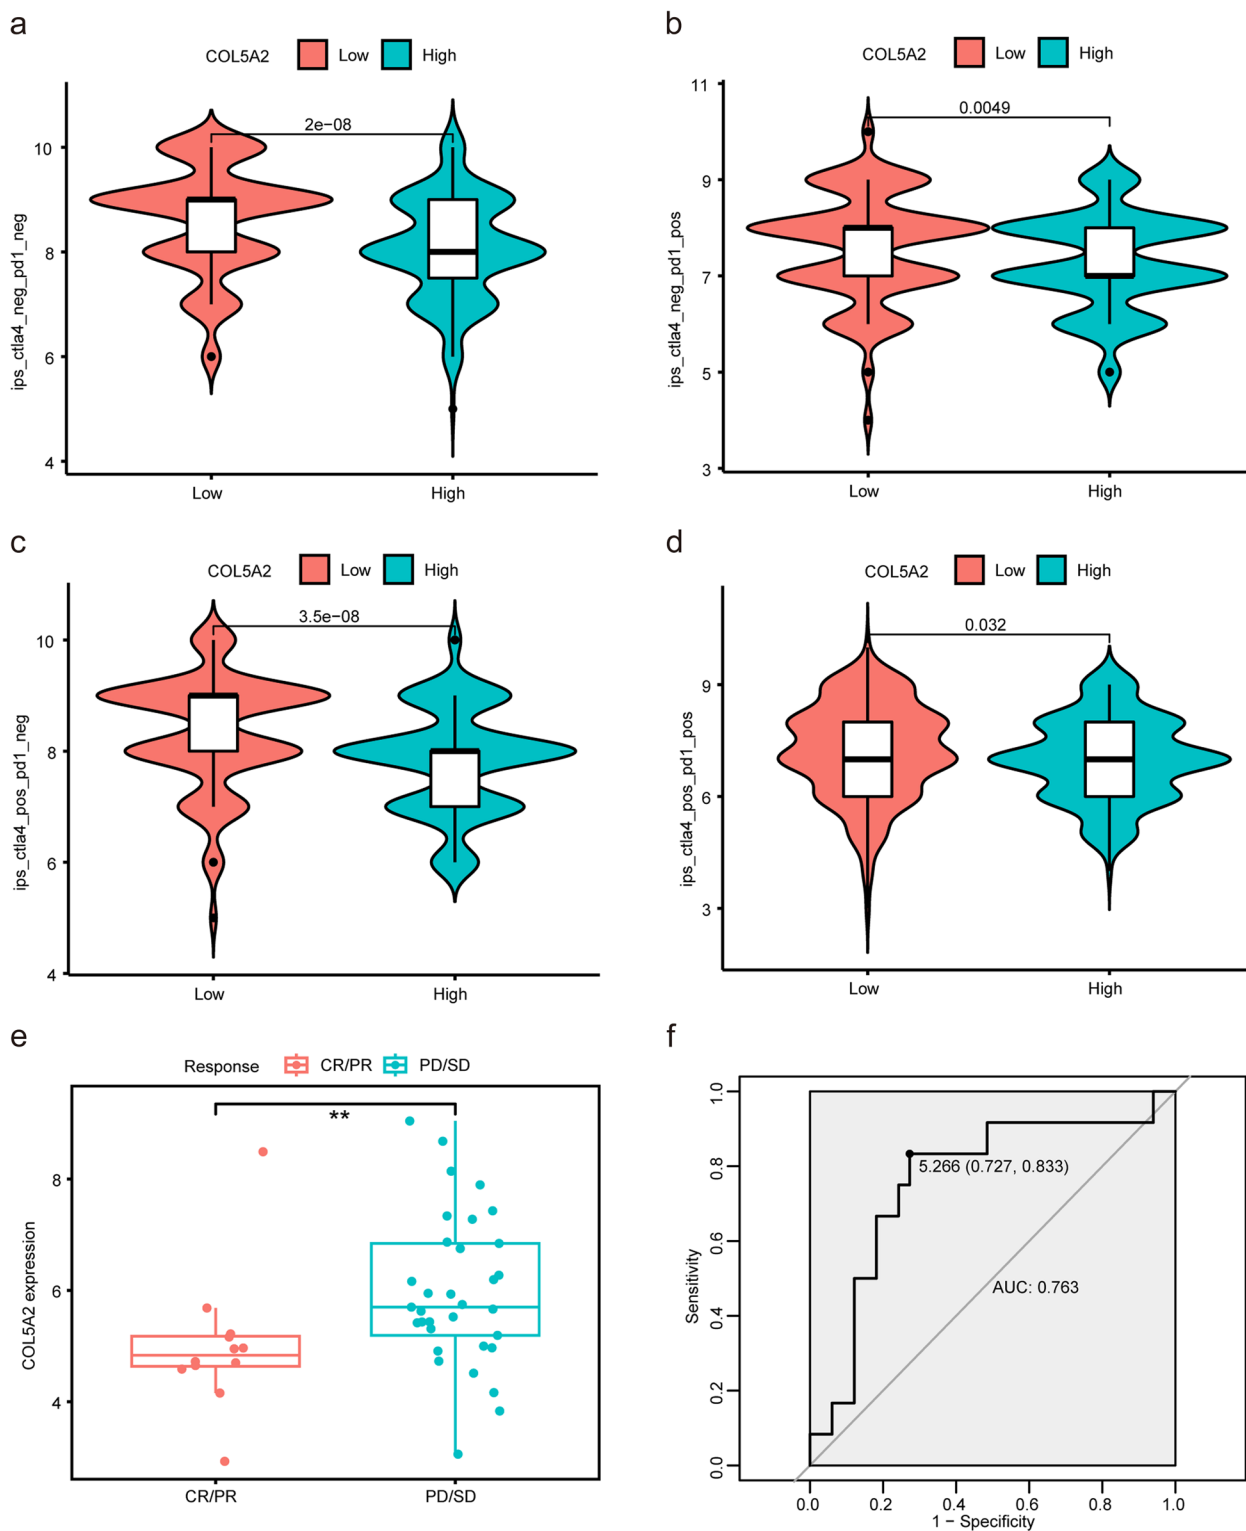 a
COL5A2 Low High
2e−08
ips_ctla4_neg_pd1_neg
10
8
6
4
Low High
b
COL5A2 Low High
0.0049
ips_ctla4_neg_pd1_pos
11
9
7
5
3
Low High
c
COL5A2 Low High
3.5e−08
ips_ctla4_pos_pd1_neg
10
8
6
4
Low High
d
COL5A2 Low High
0.032
ips_ctla4_pos_pd1_pos
9
6
3
Low High
e
Response CR/PR PD/SD
**
COL5A2 expression
8
6
4
CR/PR PD/SD
f
5.266 (0.727, 0.833)
AUC: 0.763
Sensitivity
1.0
0.8
0.6
0.4
0.2
0.0
0.0 0.2 0.4 0.6 0.8 1.0
1 − Specificity